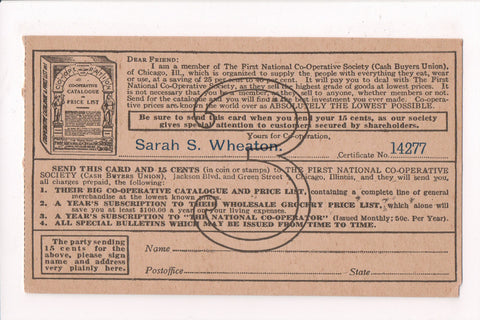 CO-OPERATIVE
CATALOGUE
PRICE LIST
DEAR FRIEND:
I am a member of The First National Co-Operative Society (Cash Buyers Union),
of Chicago, Ill., which is organized to supply the people with everything they eat, wear
or use, at a saving of 25 per cent to 40 per cent. It will pay you to deal with The First
National Co-Operative Society, as they sell the highest grade of goods at lowest prices. It
is not necessary that you be a member, as they sell to anyone, whether members or not.
Send for the catalogue and you will find it the best investment you ever made. Co-opera-
tive prices are known the world over as ABSOLUTELY THE LOWEST POSSIBLE.
Be sure to send this card when you send your 15 cents, as our society
gives special attention to customers secured by shareholders.
Yours for Co-operation,
Sarah S. Wheaton.
Certificate No. 14277
SEND THIS CARD AND 15 CENTS (in coin or stamps) to THE FIRST NATIONAL CO-OPERATIVE
SOCIETY (CASH BUYERS UNION), Jackson Blvd. and Green Street, Chicago, Illinois, and they will send you,
all charges prepaid, the following:
1. THEIR BIG CO-OPERATIVE CATALOGUE AND PRICE LIST, containing a complete line of general
merchandise at the lowest known prices.
2. A YEAR'S SUBSCRIPTION TO THEIR WHOLESALE GROCERY PRICE LIST, which alone will
save you at least $100.00 a year on your living expenses.
3. A YEAR'S SUBSCRIPTION TO "THE NATIONAL CO-OPERATOR" (Issued Monthly; 50c. Per Year).
4. ALL SPECIAL BULLETINS WHICH MAY BE ISSUED FROM TIME TO TIME.
The party sending
15 cents for the
above, please sign
name and address
very plainly here.
Name
Postoffice State